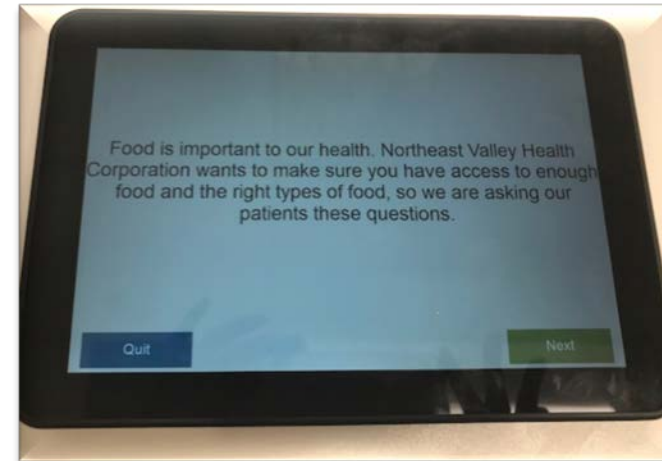 Food is important to our health. Northeast Valley Health
Corporation wants to make sure you have access to enough
food and the right types of food, so we are asking our
patients these questions.
Quit
Next